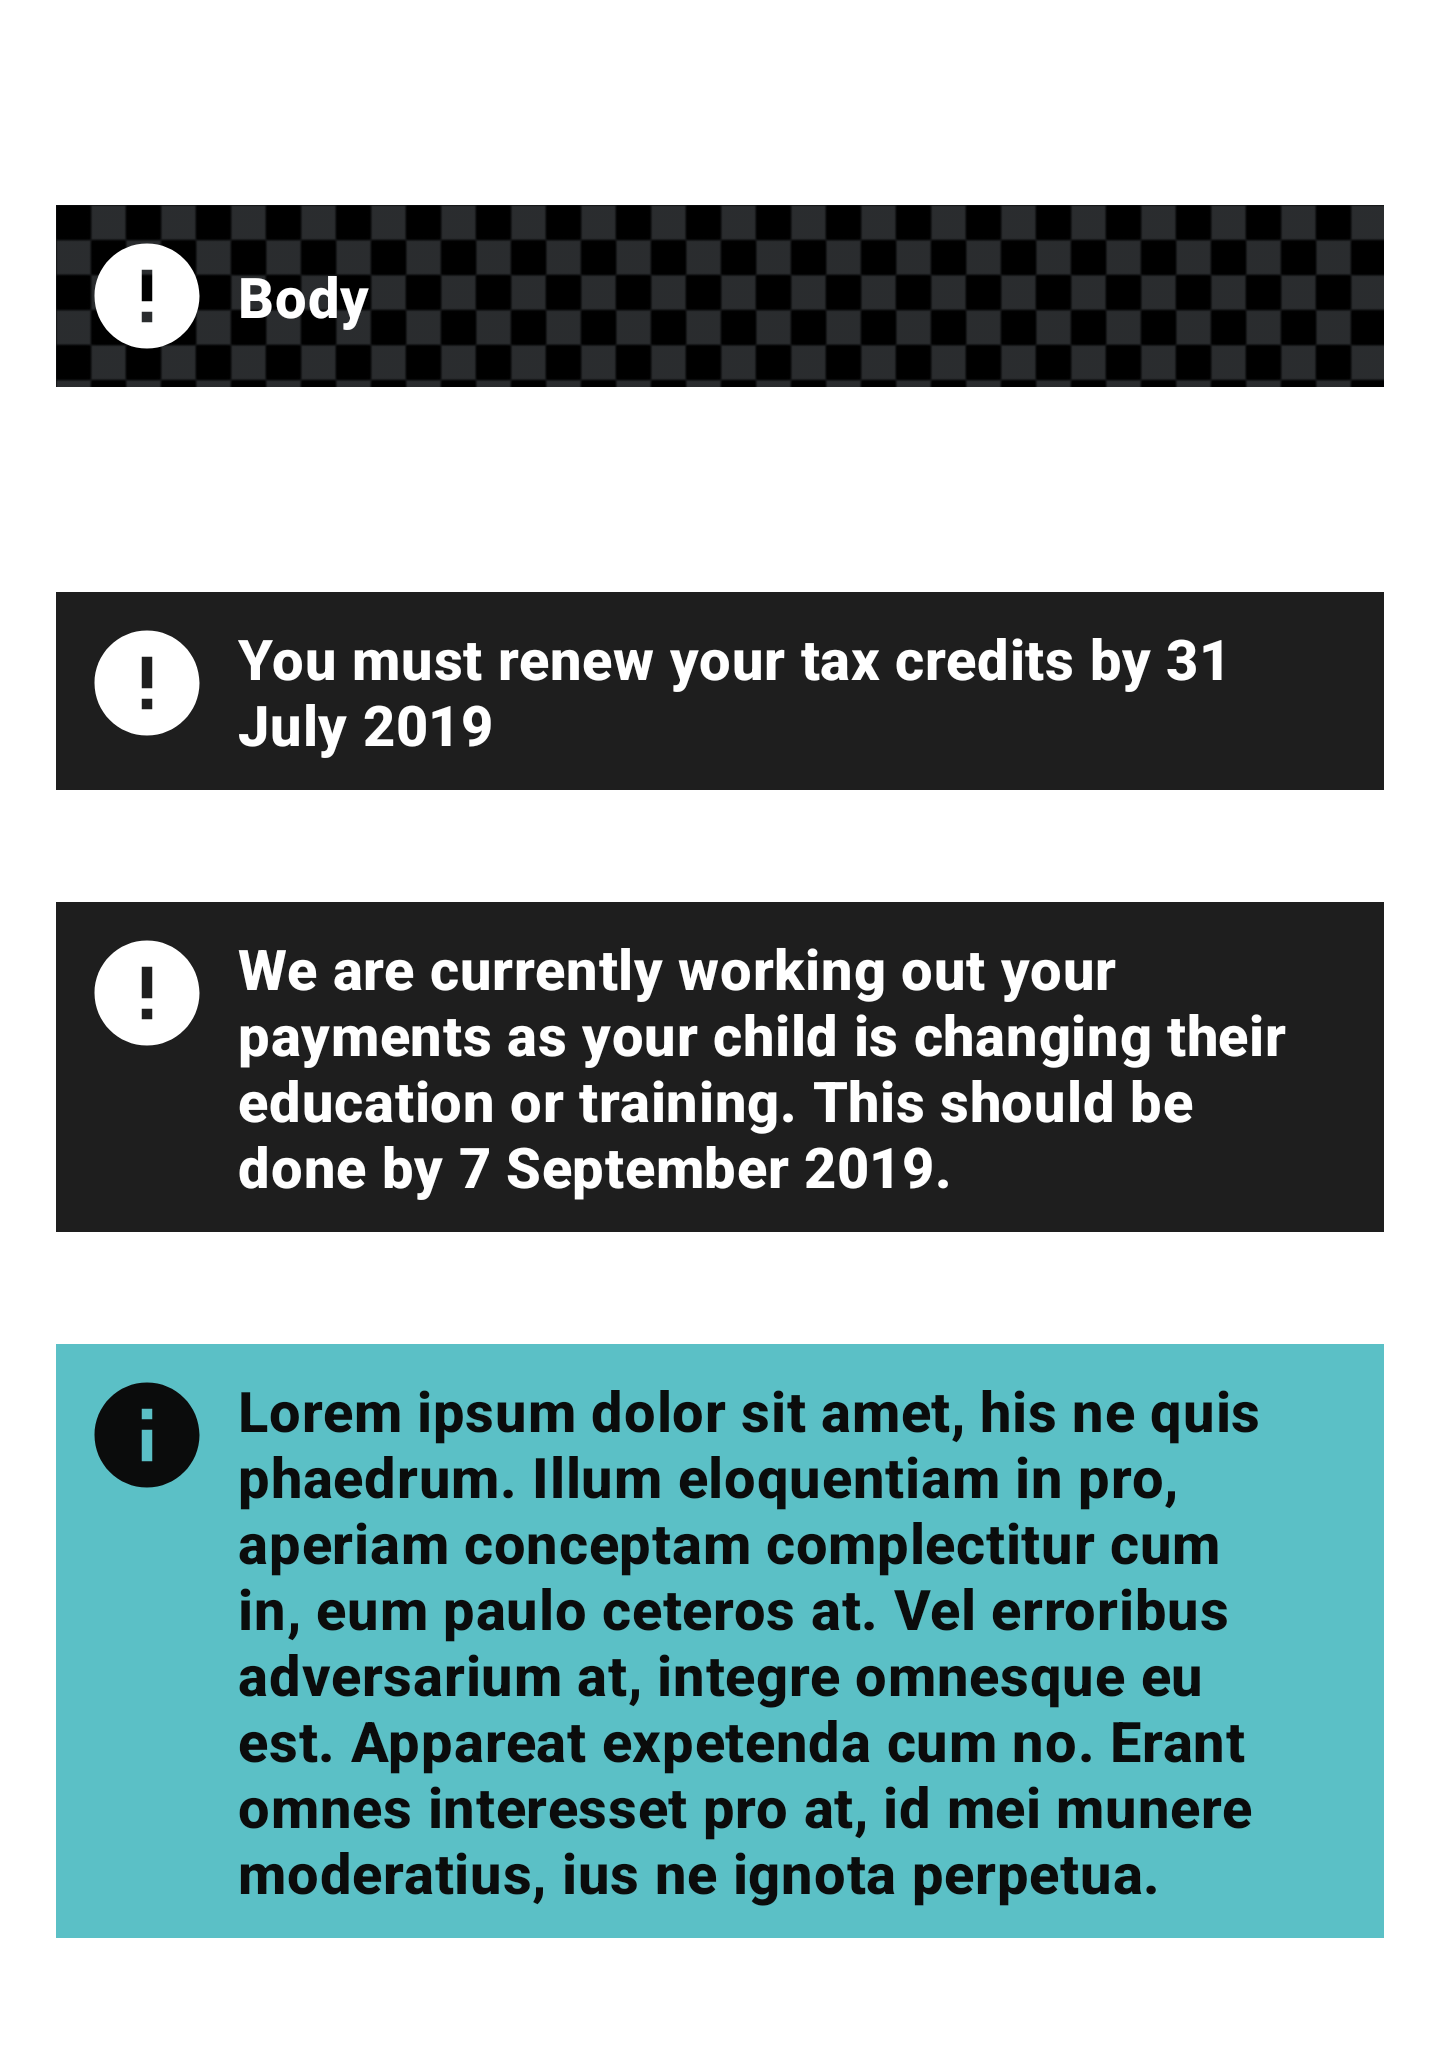 Body
You must renew your tax credits by 31
July 2019
We are currently working out your
payments as your child is changing their
education or training. This should be
done by 7 September 2019.
Lorem ipsum dolor sit amet, his ne quis
phaedrum. Illum eloquentiam in pro,
aperiam conceptam complectitur cum
in, eum paulo ceteros at. Vel erroribus
adversarium at, integre omnesque eu
est. Appareat expetenda cum no. Erant
omnes interesset pro at, id mei munere
moderatius, ius ne ignota perpetua.